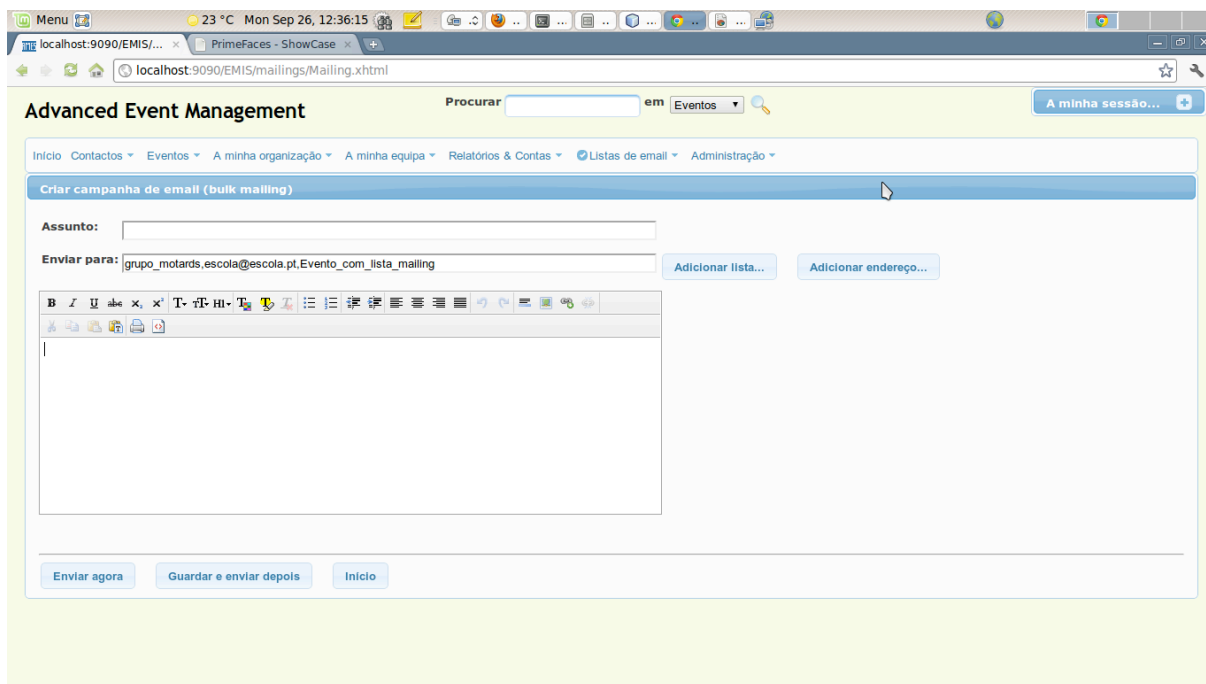 Menu 23 °C Mon Sep 26, 12:36:15
localhost:9090/EMIS/... × PrimeFaces - ShowCase ×
localhost:9090/EMIS/mailings/Mailing.xhtml
Advanced Event Management Procurar em Eventos A minha sessão...
Início Contactos Eventos A minha organização A minha equipa Relatórios & Contas Listas de email Administração
Criar campanha de email (bulk mailing)
Assunto:
Enviar para: grupo_motards,escola@escola.pt,Evento_com_lista_mailing Adicionar lista... Adicionar endereço...
B I U abc x, x² T T H1 T
Enviar agora Guardar e enviar depois Início